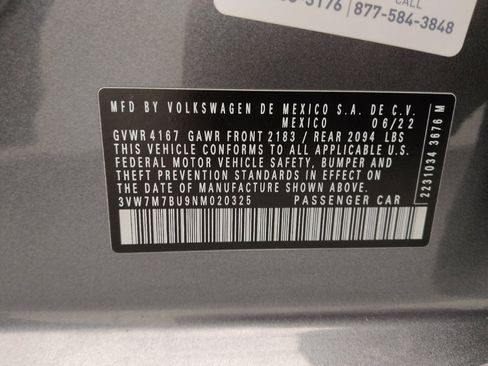 5176
CALL
877-584-3848
MFD BY VOLKSWAGEN DE MEXICO S.A. DE C.V.
MEXICO 06/22
GVWR 4167 GAWR FRONT 2183 / REAR 2094 LBS
THIS VEHICLE CONFORMS TO ALL APPLICABLE U.S.
FEDERAL MOTOR VEHICLE SAFETY, BUMPER AND
THEFT PREVENTION STANDARDS IN EFFECT ON
THE DATE OF MANUFACTURE SHOWN ABOVE.
3VW7M7BU9NM020325 PASSENGER CAR
2231034 3676 M